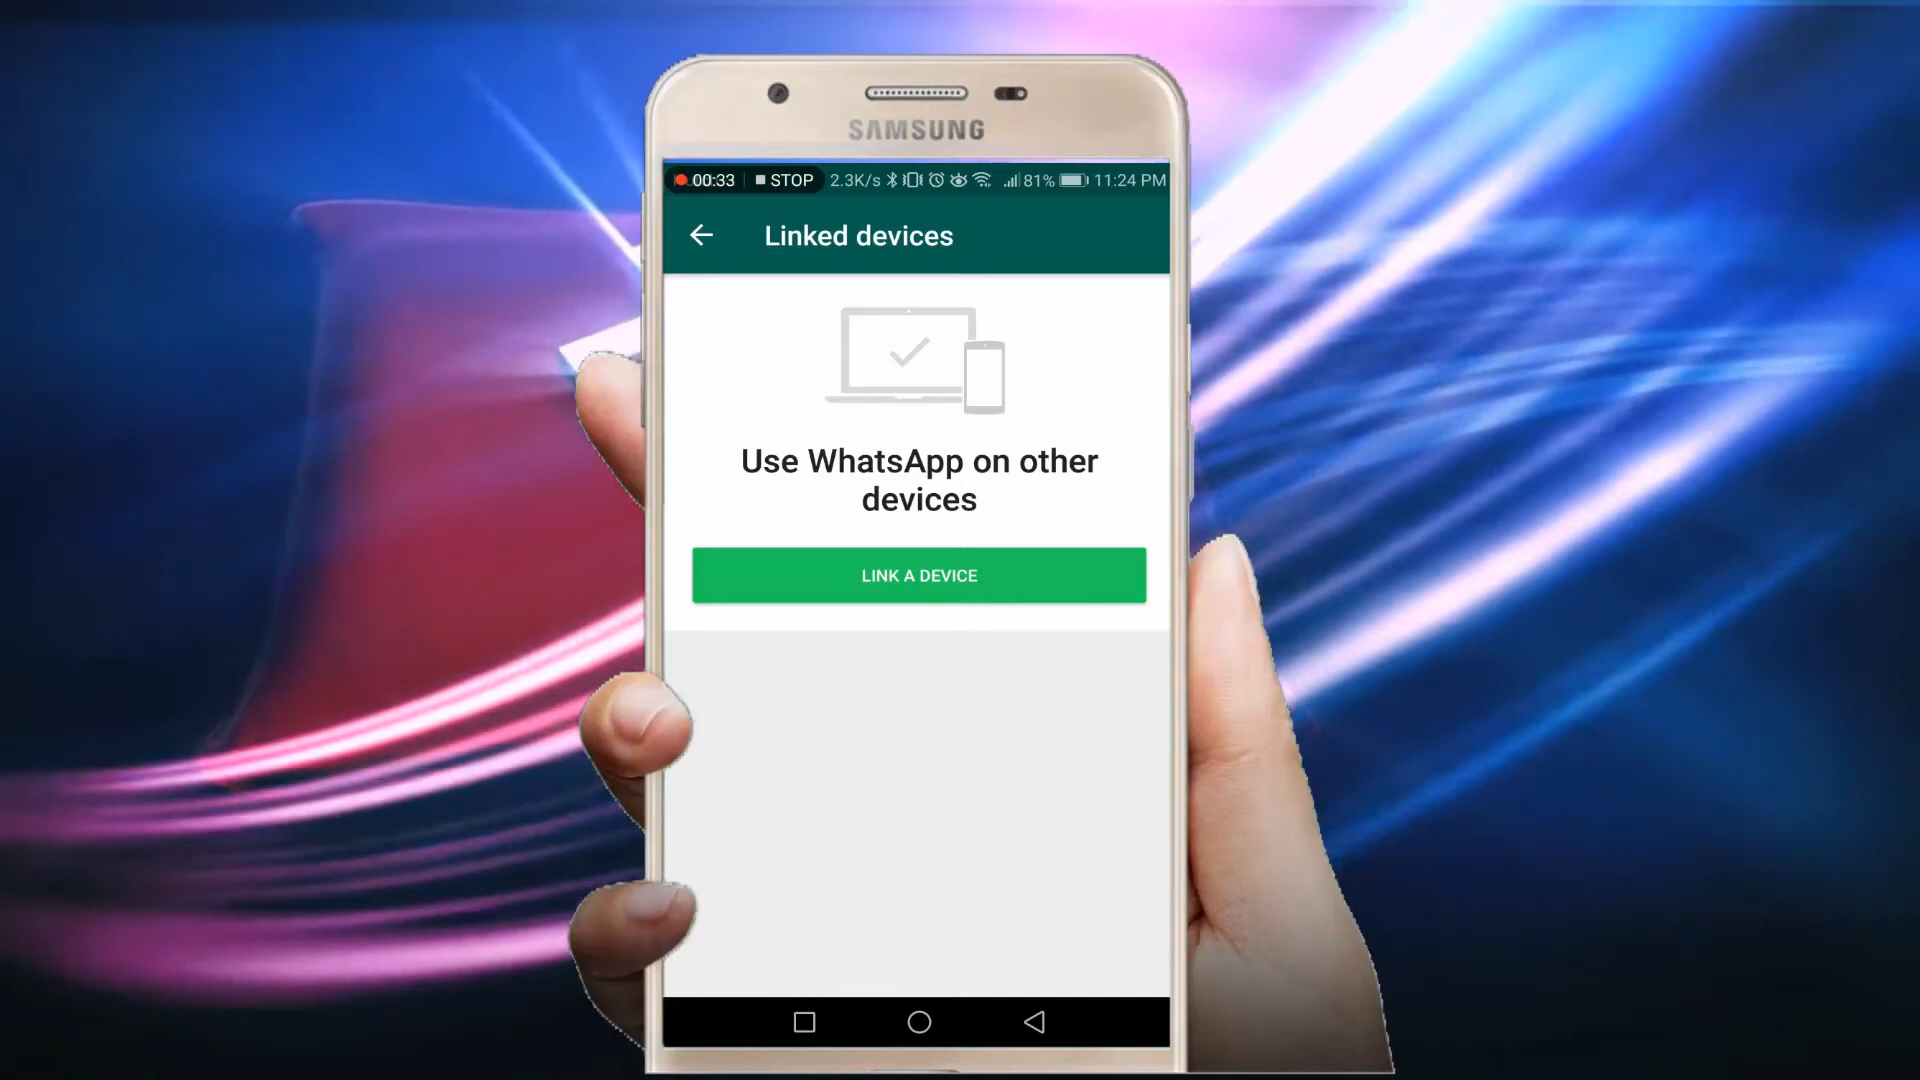 SAMSUNG
00:33 STOP 2.3K/s 81% 11:24 PM
Linked devices
Use WhatsApp on other
devices
LINK A DEVICE